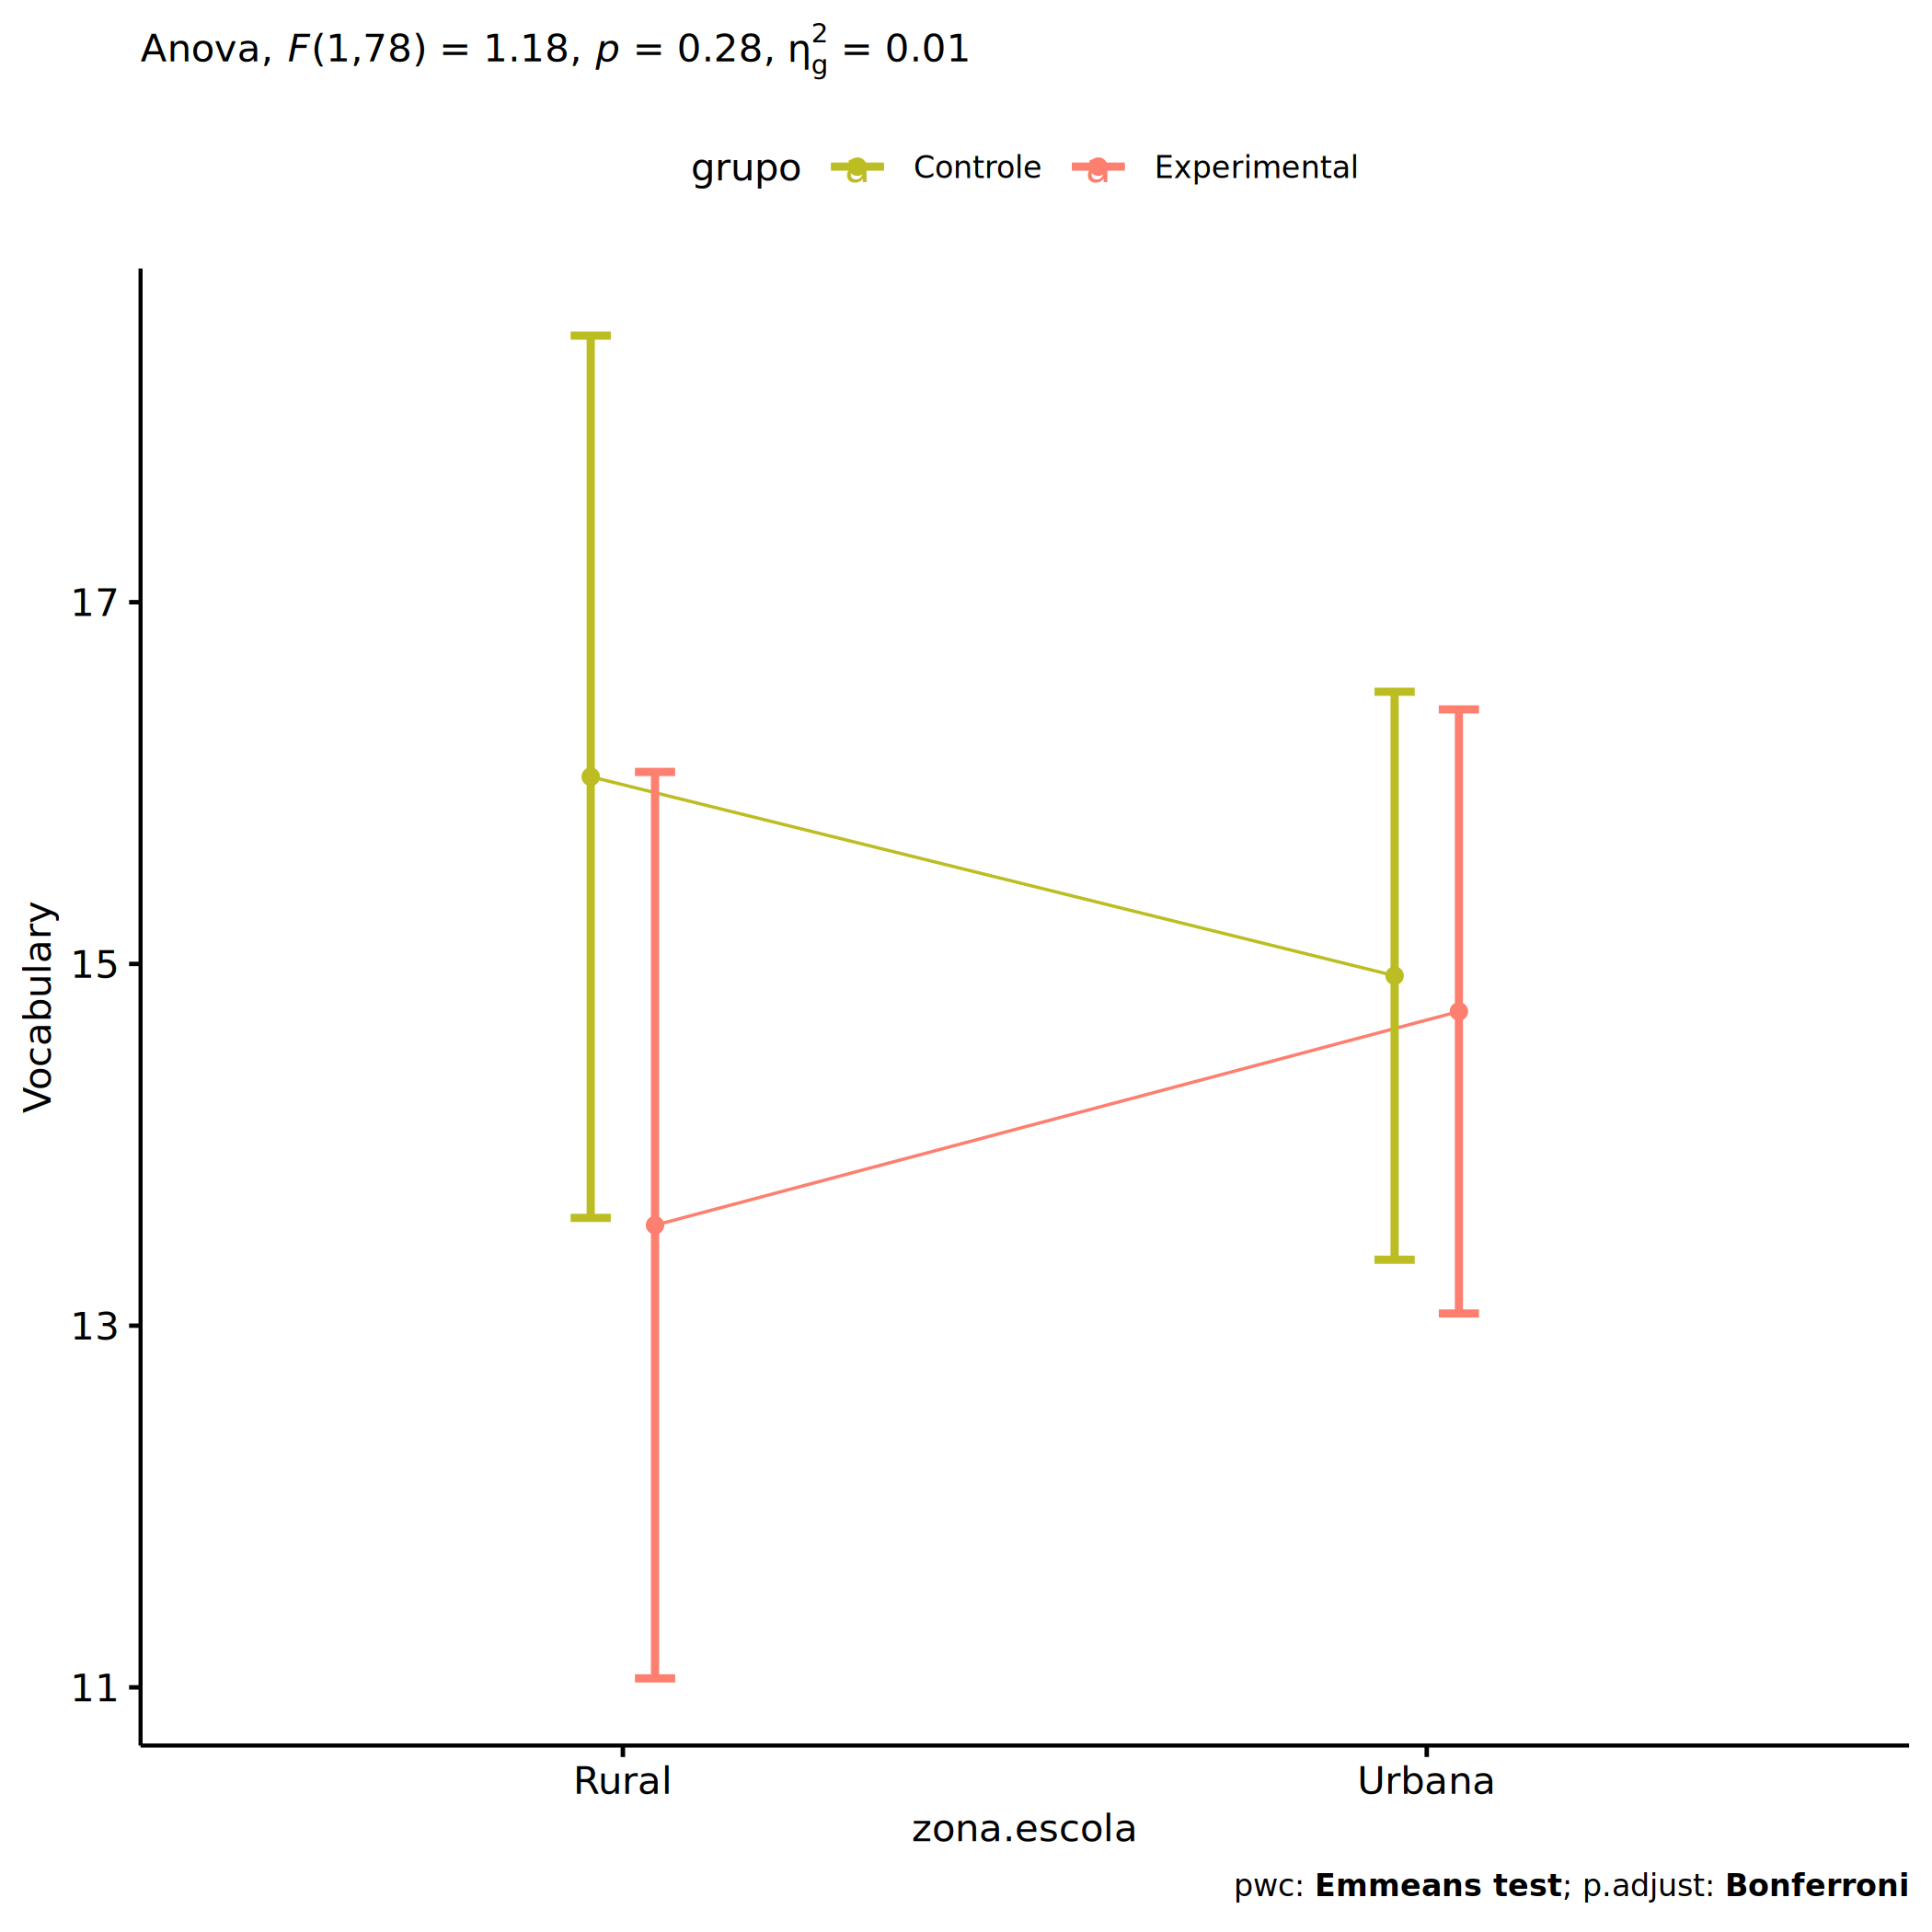 Anova, F(1,78) = 1.18, p = 0.28, η²g = 0.01
grupo a Controle a Experimental
17
15
13
11
Vocabulary
Rural Urbana
zona.escola
pwc: Emmeans test; p.adjust: Bonferroni